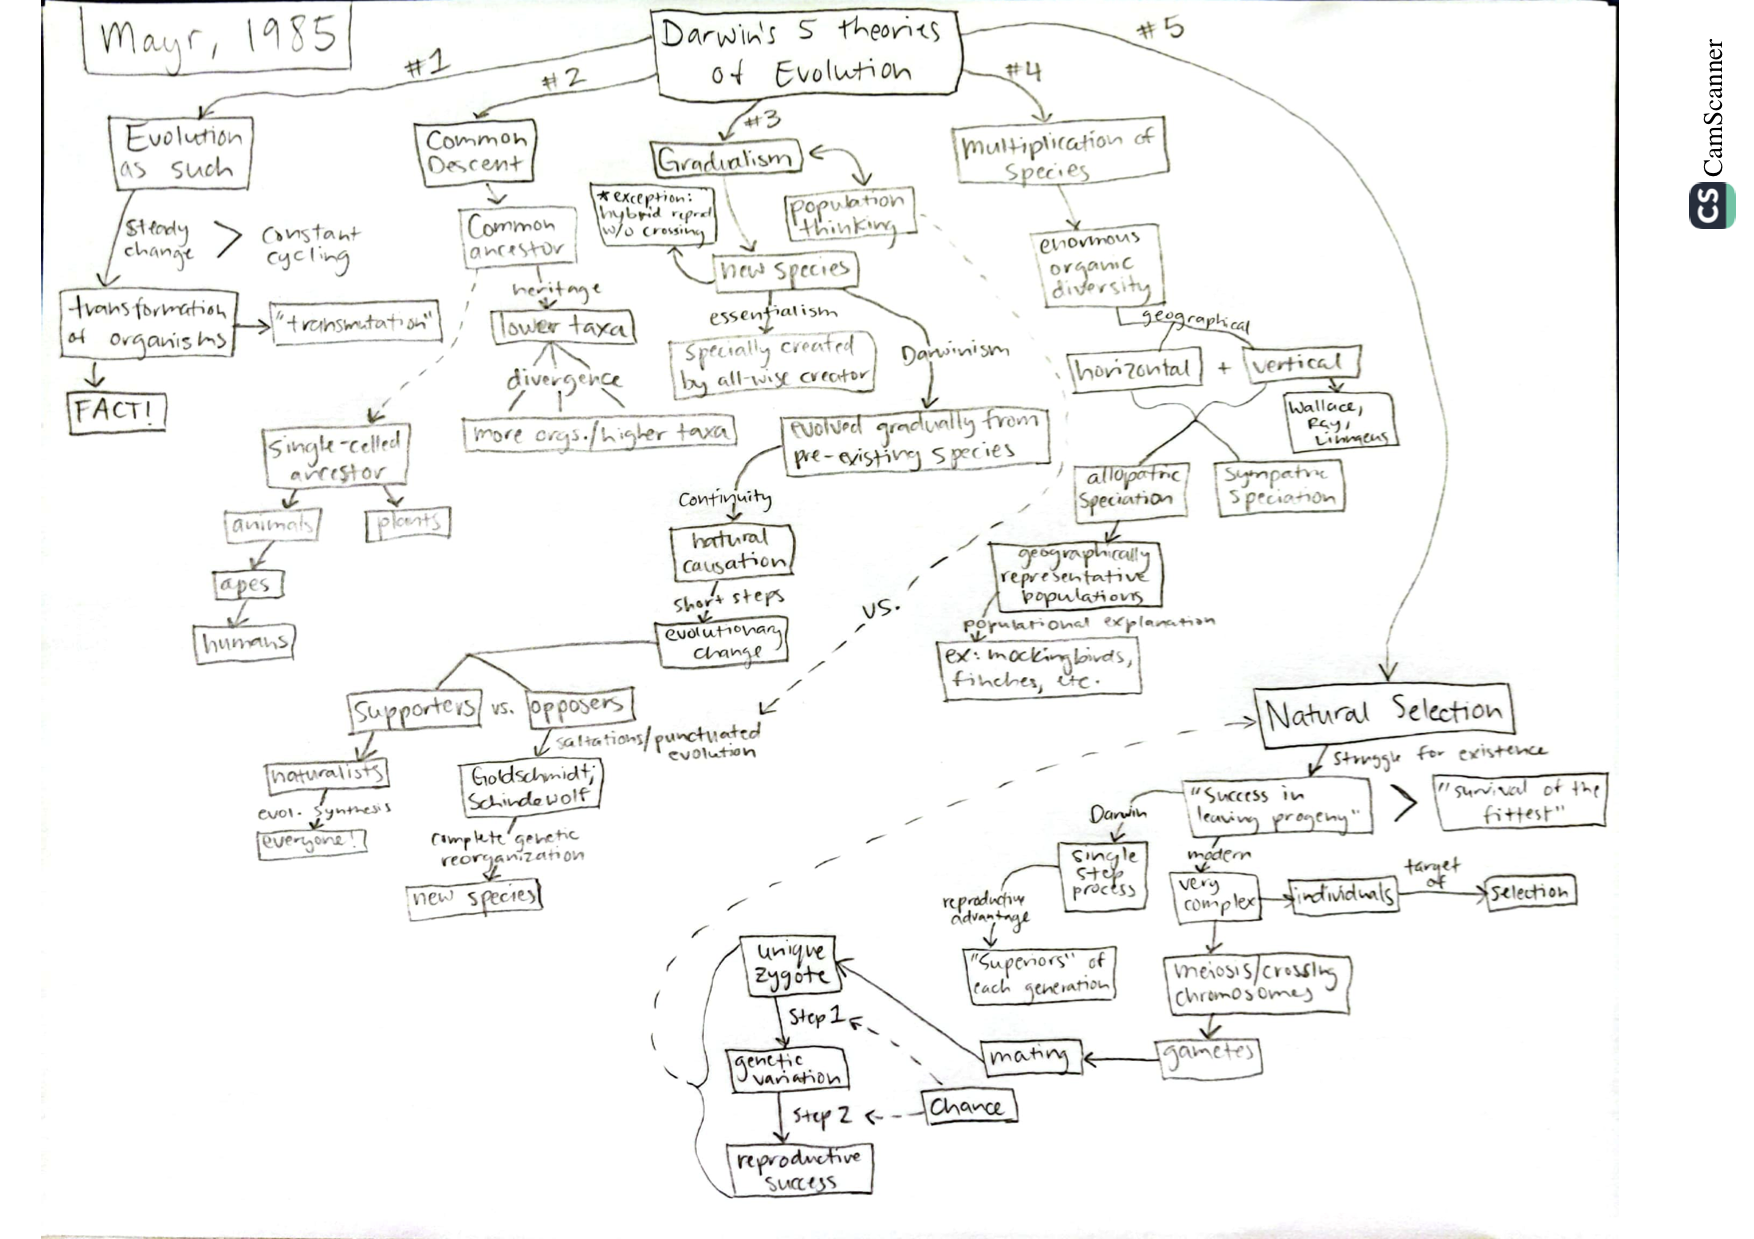 Mayr, 1985
Darwin's 5 theories
of Evolution
#1
#2
#3
#4
#5
Evolution
as such
Steady
change
>
constant
cycling
transformation
of organisms
"transmutation"
FACT!
Common
Descent
Common
ancestor
heritage
lower taxa
divergence
more orgs./higher taxa
single-celled
ancestor
animals
plants
apes
humans
Gradualism
population
thinking
*exception:
hybrid reprod
w/o crossing
new species
essentialism
specially created
by all-wise creator
Darwinism
evolved gradually from
pre-existing species
Continuity
natural
causation
short steps
evolutionary
change
supporters
vs.
opposers
naturalists
evol. synthesis
everyone!
saltations/punctuated
evolution
Goldschmidt;
Schindewolf
complete genetic
reorganization
new species
vs.
multiplication of
species
enormous
organic
diversity
geographical
horizontal
+
vertical
Wallace,
Ray,
Linnaeus
allopatric
speciation
sympatric
speciation
geographically
representative
populations
populational explanation
ex: mockingbirds,
finches, etc.
Natural Selection
struggle for existence
"success in
leaving progeny"
>
"survival of the
fittest"
Darwin
single
step
process
reproductive
advantage
"Superiors" of
each generation
modern
very
complex
individuals
target
of
selection
meiosis/crossing
chromosomes
gametes
mating
unique
zygote
Step 1
genetic
variation
Step 2
reproductive
success
Chance
CS CamScanner